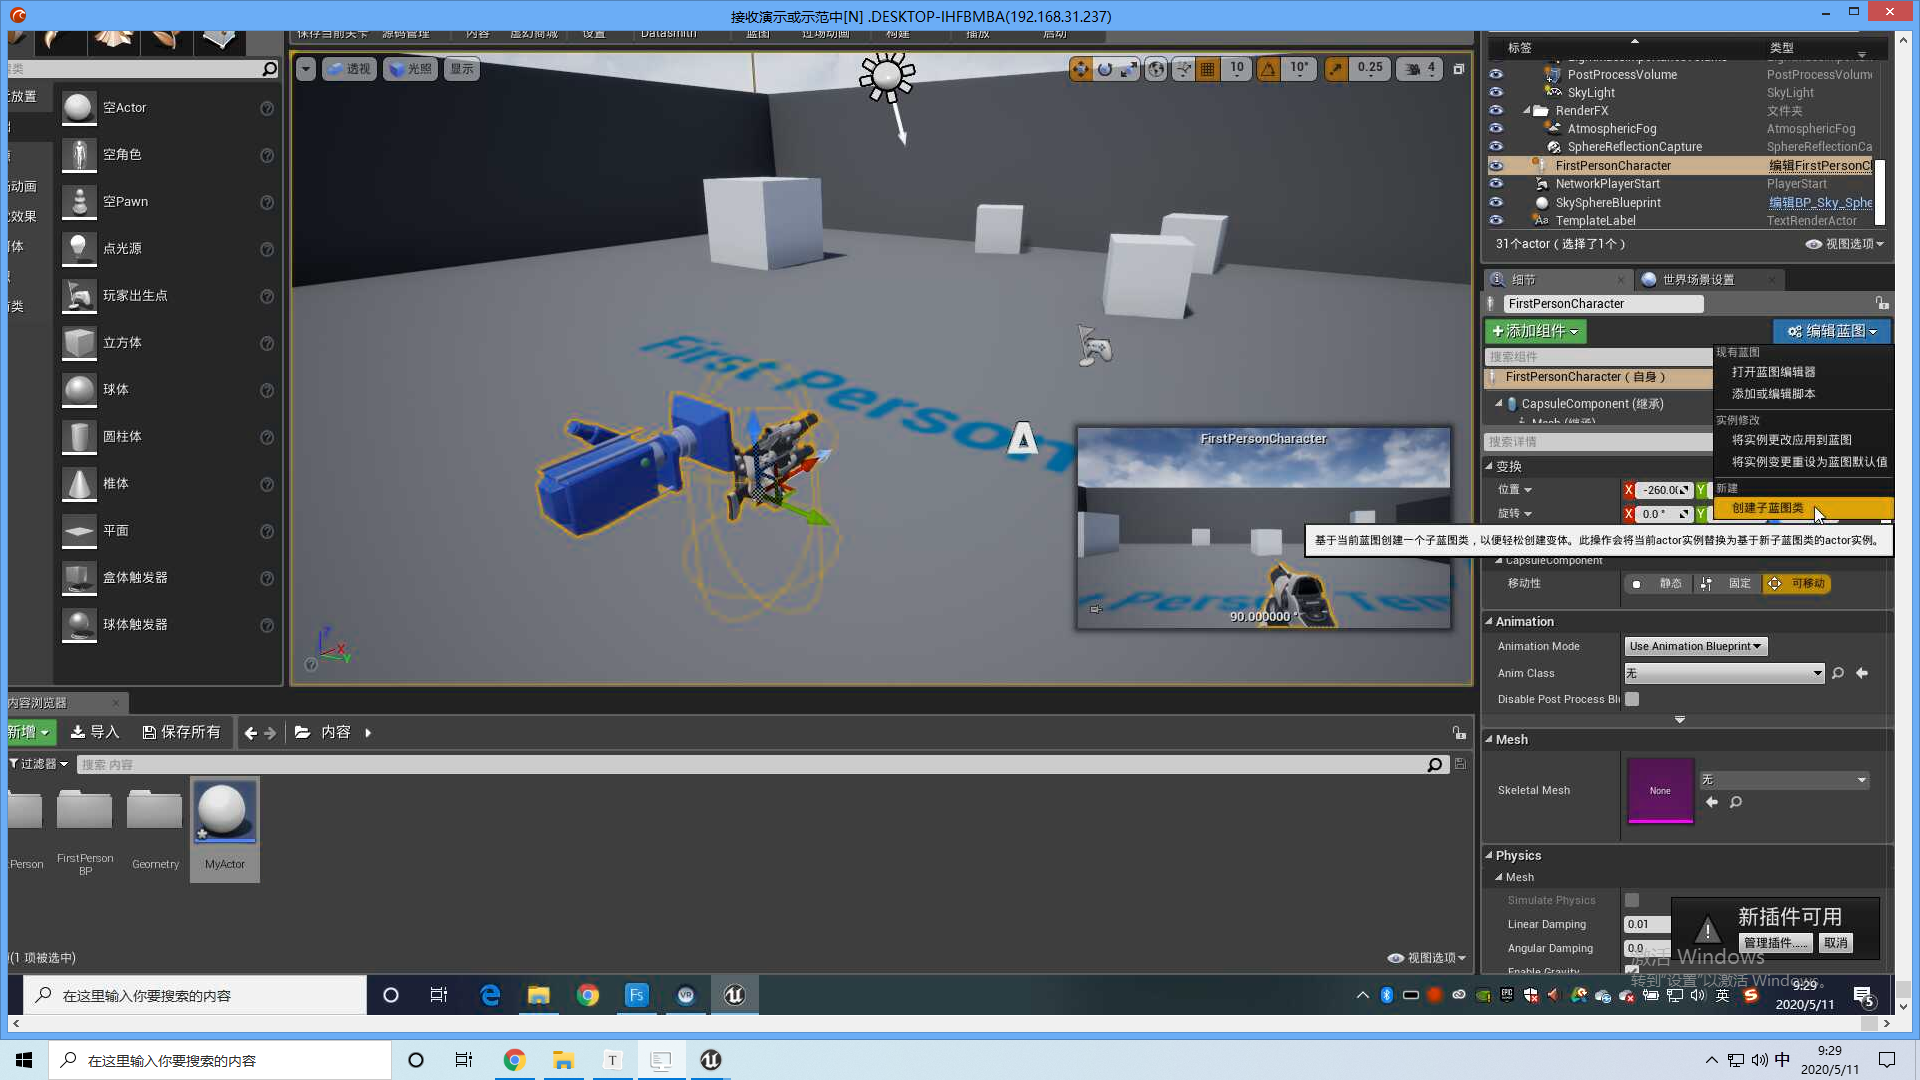 接收演示或示范中[N] .DESKTOP-IHFBMBA(192.168.31.237)
保存当前关卡 源码管理 内容 虚幻商城 设置 Datasmith 蓝图 过场动画 构建 播放 启动
透视 光照 显示 10 10° 0.25 4
空Actor
空角色
空Pawn
点光源
玩家出生点
立方体
球体
圆柱体
椎体
平面
盒体触发器
球体触发器
First Person
FirstPersonCharacter
90.000000 °
标签 类型
PostProcessVolume PostProcessVolum
SkyLight SkyLight
RenderFX 文件夹
AtmosphericFog AtmosphericFog
SphereReflectionCapture SphereReflectionCa
FirstPersonCharacter 编辑FirstPersonC
NetworkPlayerStart PlayerStart
SkySphereBlueprint 编辑BP_Sky_Sphe
TemplateLabel TextRenderActor
31个actor（选择了1个） 视图选项
细节 世界场景设置
FirstPersonCharacter
添加组件 编辑蓝图
搜索组件
FirstPersonCharacter（自身）
CapsuleComponent (继承)
搜索详情
现有蓝图
打开蓝图编辑器
添加或编辑脚本
实例修改
将实例更改应用到蓝图
将实例变更重设为蓝图默认值
新建
创建子蓝图类
变换
位置 X -260.0 Y
旋转 X 0.0 ° Y
基于当前蓝图创建一个子蓝图类，以便轻松创建变体。此操作会将当前actor实例替换为基于新子蓝图类的actor实例。
CapsuleComponent
移动性 静态 固定 可移动
Animation
Animation Mode Use Animation Blueprint
Anim Class 无
Disable Post Process Bl
Mesh
Skeletal Mesh None 无
Physics
Mesh
Simulate Physics
Linear Damping 0.01
Angular Damping 0.0
Enable Gravity
新插件可用
管理插件...... 取消
激活 Windows
转到"设置"以激活 Windows。
内容浏览器
新增 导入 保存所有 内容
过滤器 搜索 内容
tPerson FirstPerson BP Geometry MyActor
(1 项被选中) 视图选项
在这里输入你要搜索的内容 Fs VR 英 9:29
2020/5/11 5
在这里输入你要搜索的内容 T 中 9:29
2020/5/11